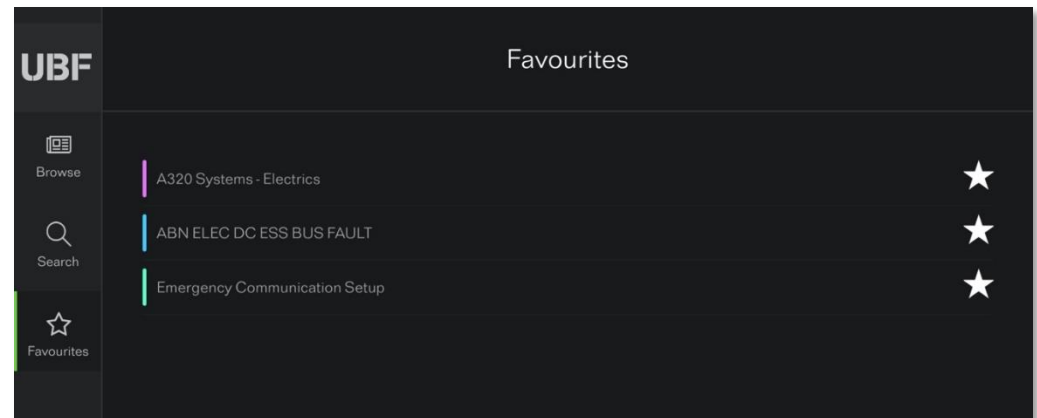 UBF
Favourites
Browse
Search
Favourites
A320 Systems - Electrics
ABN ELEC DC ESS BUS FAULT
Emergency Communication Setup